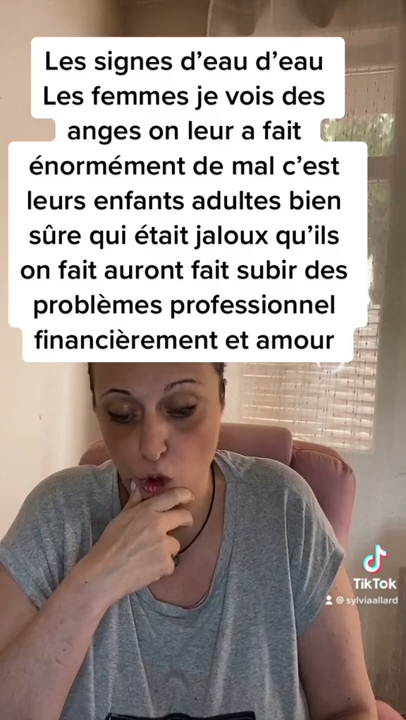 Les signes d'eau d'eau
Les femmes je vois des
anges on leur a fait
énormément de mal c'est
leurs enfants adultes bien
sûre qui était jaloux qu'ils
on fait auront fait subir des
problèmes professionnel
financièrement et amour
TikTok
@sylviaallard